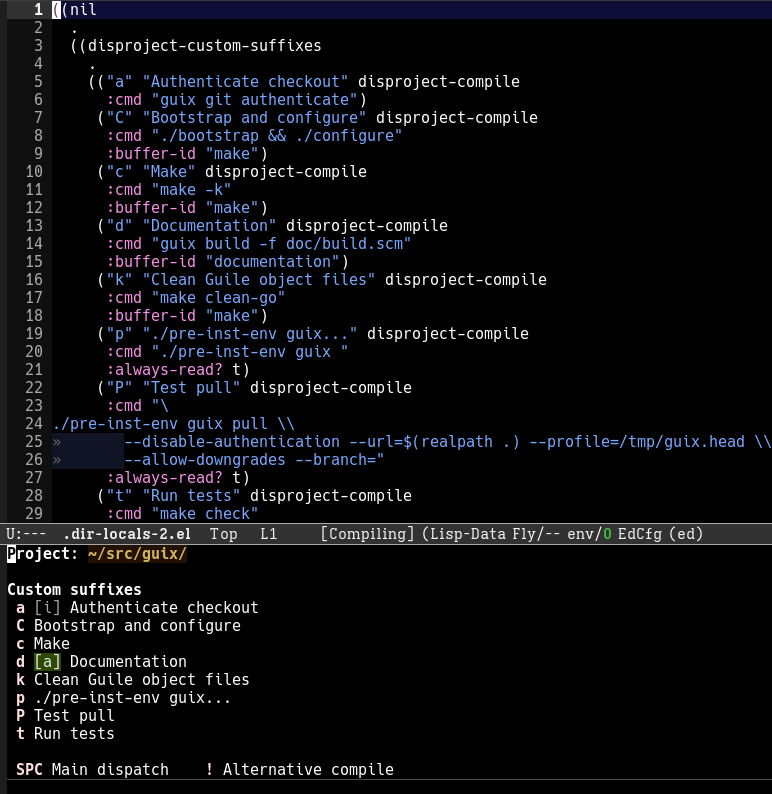 1 ((nil
2   .
3   ((disproject-custom-suffixes
4     .
5     (("a" "Authenticate checkout" disproject-compile
6       :cmd "guix git authenticate")
7      ("C" "Bootstrap and configure" disproject-compile
8       :cmd "./bootstrap && ./configure"
9       :buffer-id "make")
10      ("c" "Make" disproject-compile
11       :cmd "make -k"
12       :buffer-id "make")
13      ("d" "Documentation" disproject-compile
14       :cmd "guix build -f doc/build.scm"
15       :buffer-id "documentation")
16      ("k" "Clean Guile object files" disproject-compile
17       :cmd "make clean-go"
18       :buffer-id "make")
19      ("p" "./pre-inst-env guix..." disproject-compile
20       :cmd "./pre-inst-env guix "
21       :always-read? t)
22      ("P" "Test pull" disproject-compile
23       :cmd "\
24 ./pre-inst-env guix pull \\
25 »       --disable-authentication --url=$(realpath .) --profile=/tmp/guix.head \\
26 »       --allow-downgrades --branch="
27       :always-read? t)
28      ("t" "Run tests" disproject-compile
29       :cmd "make check"
U:---  .dir-locals-2.el   Top   L1     [Compiling] (Lisp-Data Fly/-- env/0 EdCfg (ed)
Project: ~/src/guix/
Custom suffixes
a [i] Authenticate checkout
C Bootstrap and configure
c Make
d [a] Documentation
k Clean Guile object files
p ./pre-inst-env guix...
P Test pull
t Run tests
SPC Main dispatch    ! Alternative compile